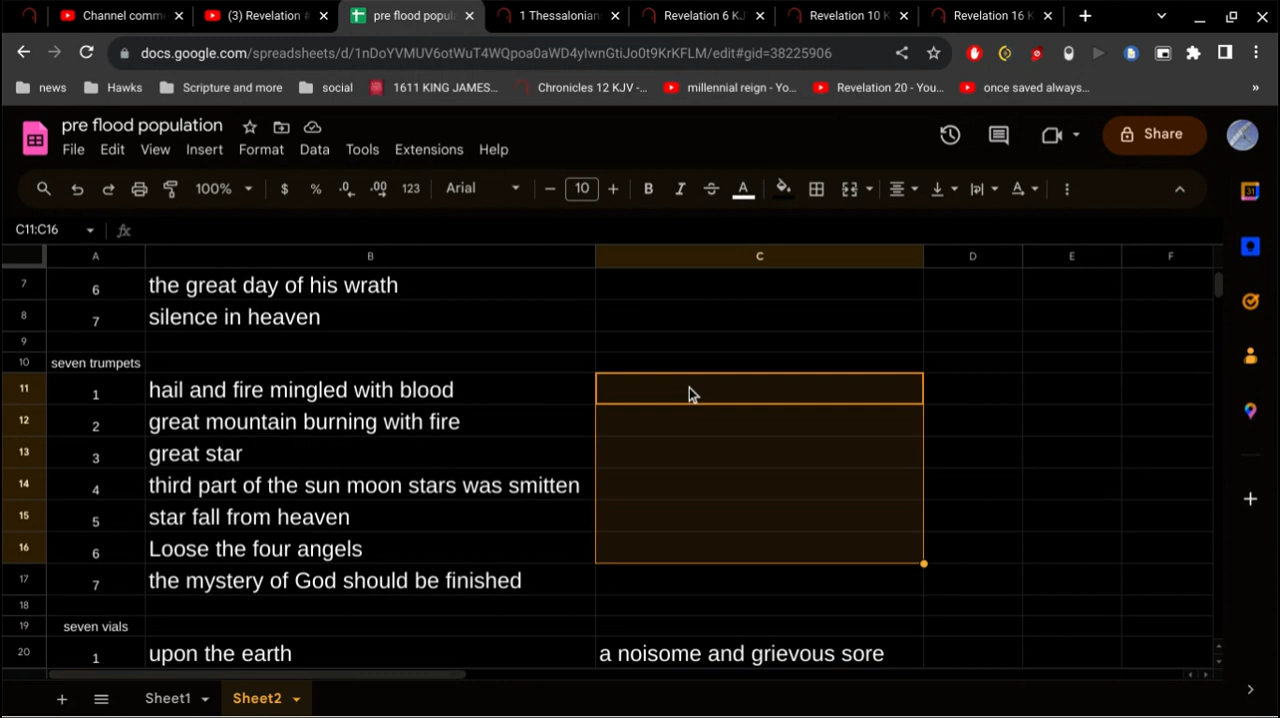 Channel comm
(3) Revelation
pre flood popul
1 Thessalonian
Revelation 6 KJ
Revelation 10 K
Revelation 16 K
docs.google.com/spreadsheets/d/1nDoYVMUV6otWuT4WQpoa0aWD4yIwnGtiJo0t9KrKFLM/edit#gid=38225906
news Hawks Scripture and more social 1611 KING JAMES... Chronicles 12 KJV -... millennial reign - Yo... Revelation 20 - You... once saved always...
pre flood population
File Edit View Insert Format Data Tools Extensions Help
Share
100% $ % .0 .00 123 Arial 10 B I A
31
C11:C16 fx
A B C D E F
7 6 the great day of his wrath
8 7 silence in heaven
9
10 seven trumpets
11 1 hail and fire mingled with blood
12 2 great mountain burning with fire
13 3 great star
14 4 third part of the sun moon stars was smitten
15 5 star fall from heaven
16 6 Loose the four angels
17 7 the mystery of God should be finished
18
19 seven vials
20 1 upon the earth a noisome and grievous sore
Sheet1 Sheet2